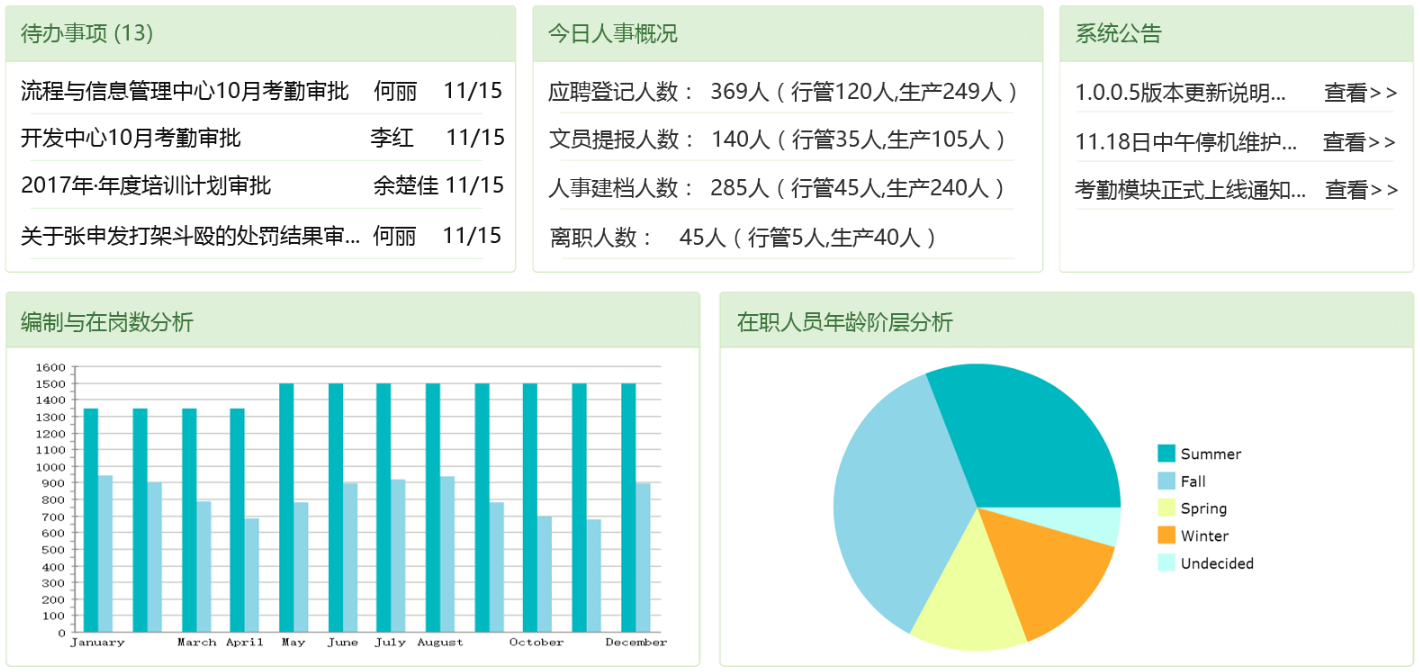 待办事项 (13)
流程与信息管理中心10月考勤审批 何丽 11/15
开发中心10月考勤审批 李红 11/15
2017年·年度培训计划审批 余楚佳 11/15
关于张申发打架斗殴的处罚结果审... 何丽 11/15
今日人事概况
应聘登记人数： 369人（行管120人,生产249人）
文员提报人数： 140人（行管35人,生产105人）
人事建档人数： 285人（行管45人,生产240人）
离职人数： 45人（行管5人,生产40人）
系统公告
1.0.0.5版本更新说明... 查看>>
11.18日中午停机维护... 查看>>
考勤模块正式上线通知... 查看>>
编制与在岗数分析
1600
1500
1400
1300
1200
1100
1000
900
800
700
600
500
400
300
200
100
0
January March April May June July August October December
在职人员年龄阶层分析
Summer
Fall
Spring
Winter
Undecided